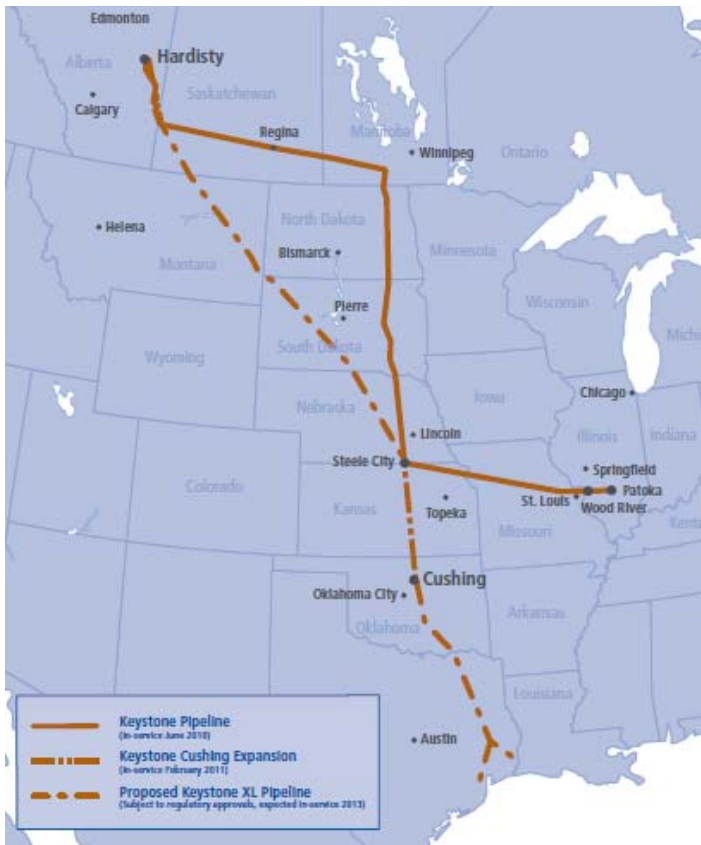 Edmonton
Hardisty
Alberta
Saskatchewan
Calgary
Regina
Manitoba
Winnipeg
Ontario
Helena
North Dakota
Minnesota
Bismarck
Montana
Pierre
Wisconsin
South Dakota
Michi
Wyoming
Chicago
Iowa
Nebraska
Lincoln
Illinois
Indiana
Steele City
Springfield
Colorado
Patoka
St. Louis
Wood River
Kansas
Topeka
Missouri
Kentu
Cushing
Oklahoma City
Arkansas
Oklahoma
Louisiana
Keystone Pipeline
(In-service June 2010)
Austin
Keystone Cushing Expansion
(In-service February 2011)
Proposed Keystone XL Pipeline
(Subject to regulatory approvals, expected in-service 2013)